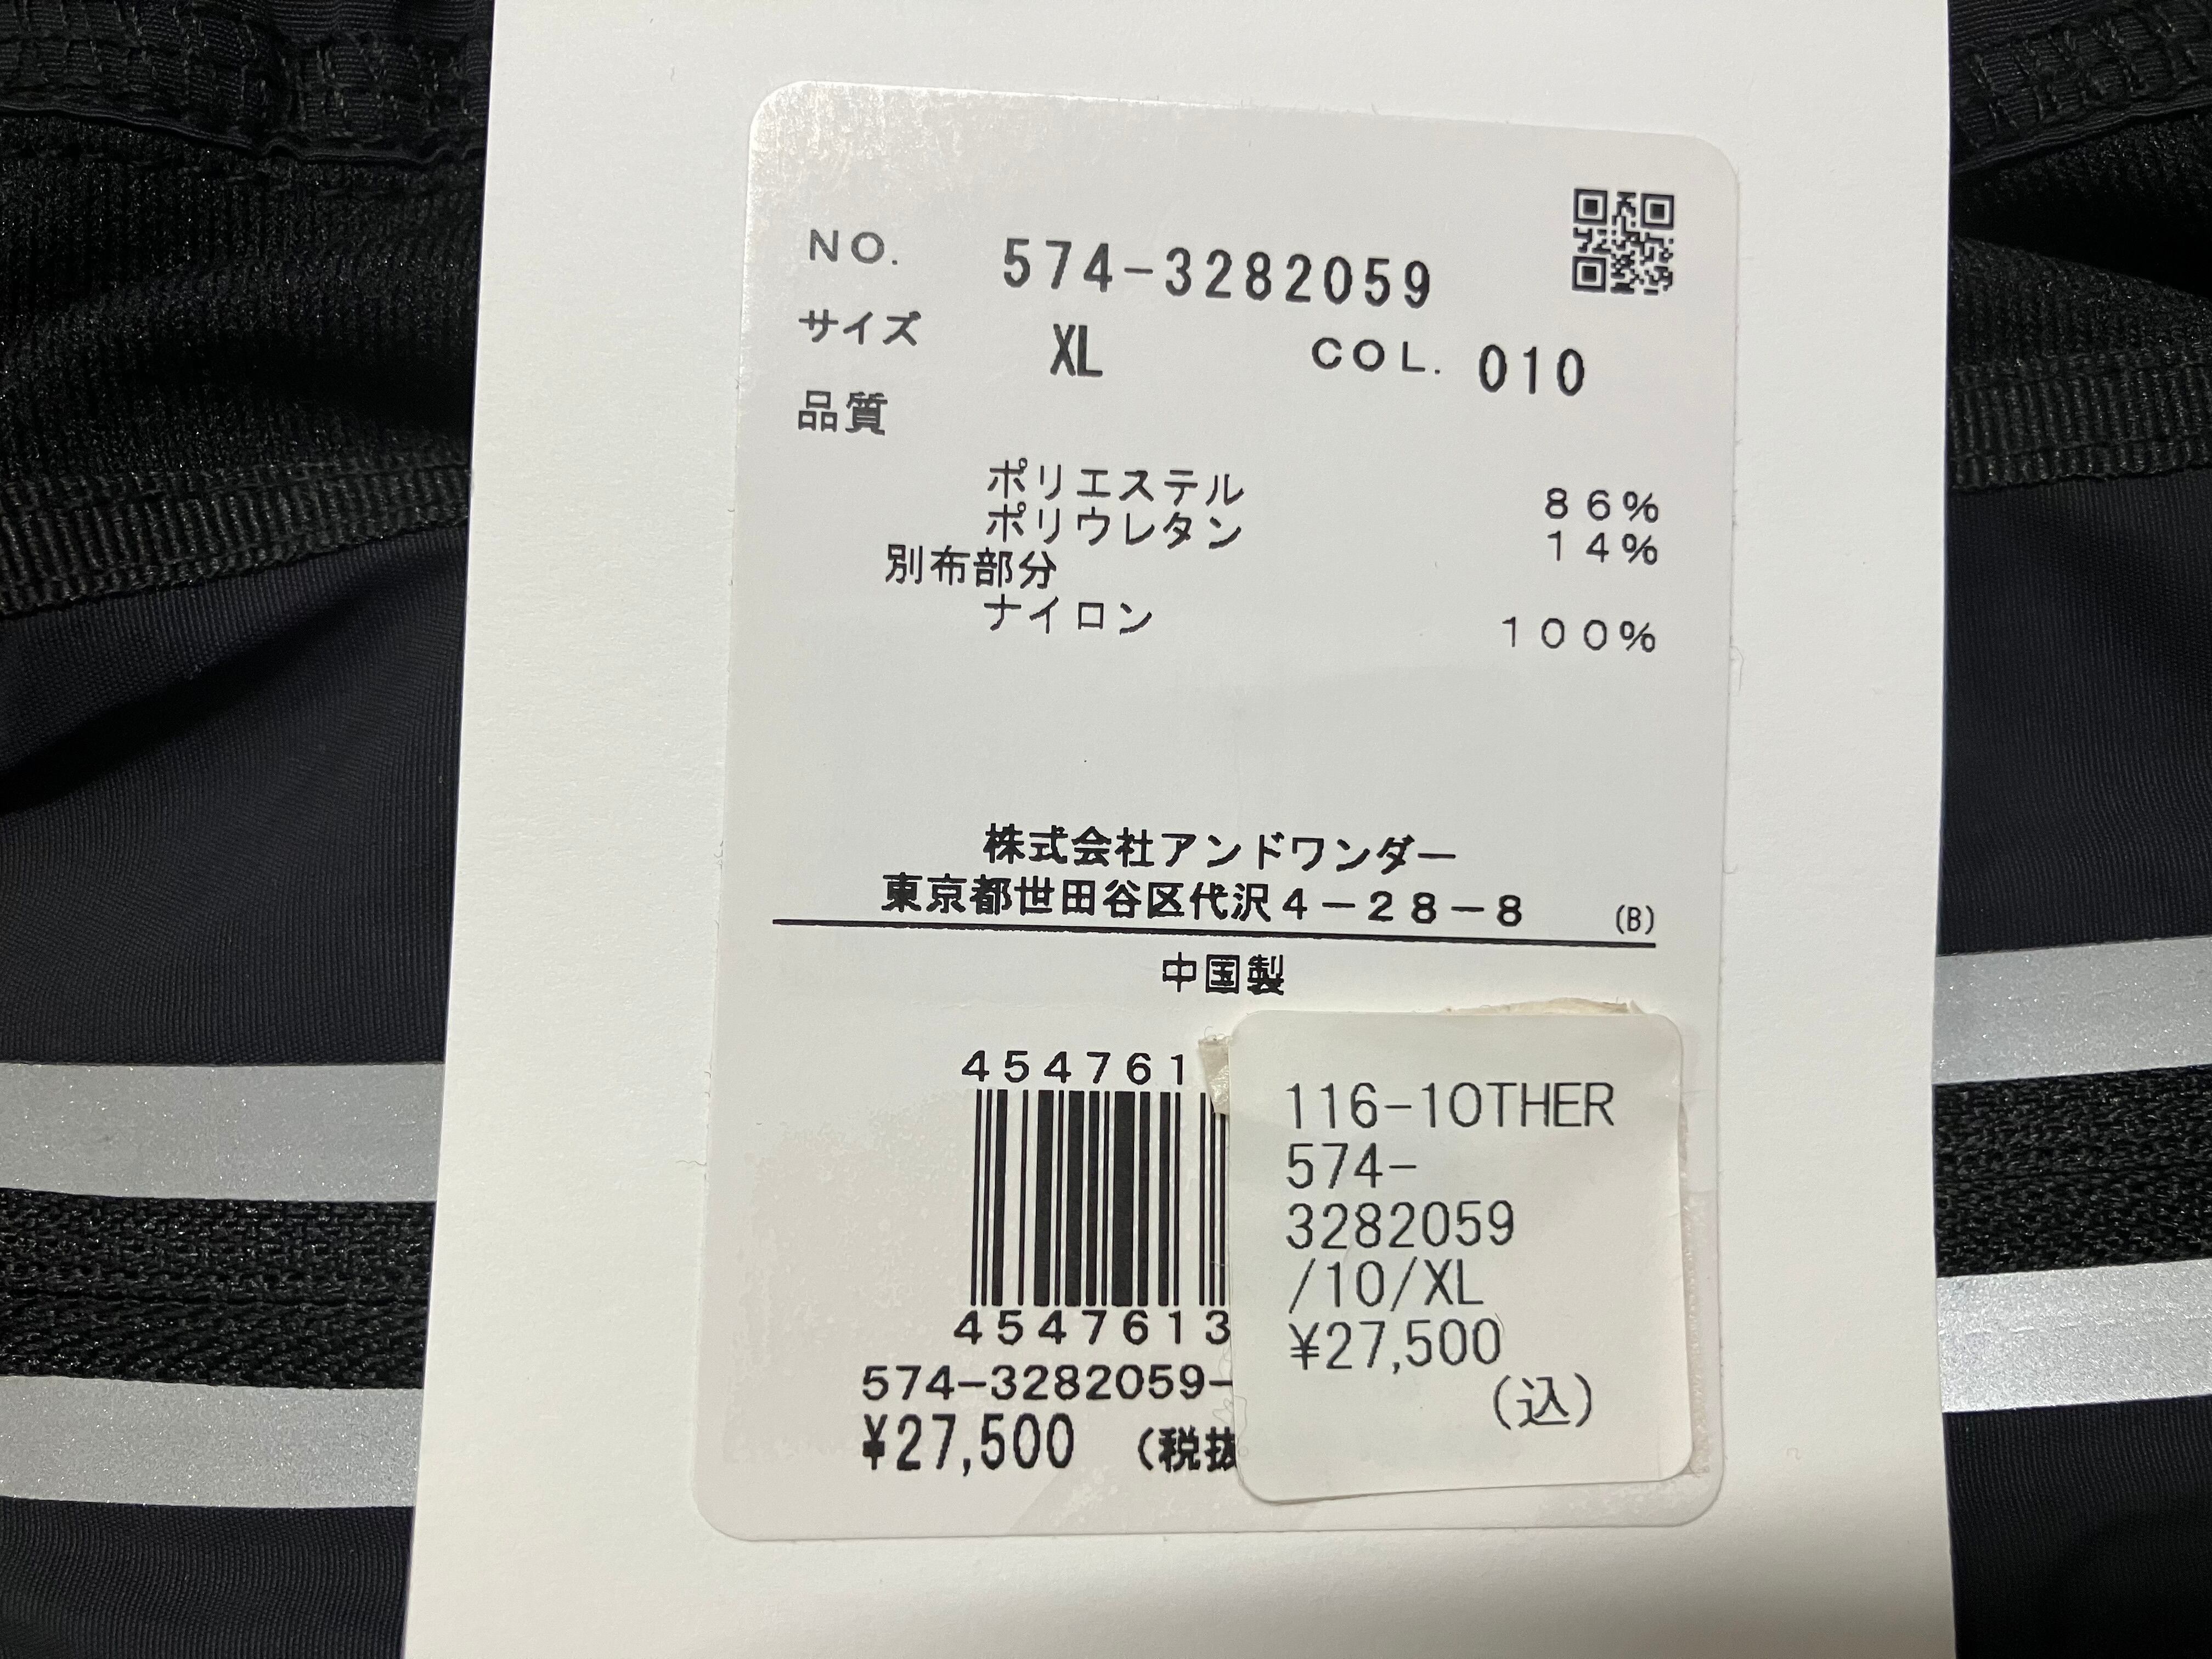 NO. 574-3282059
サイズ XL COL. 010
品質
ポリエステル 86%
ポリウレタン 14%
別布部分
ナイロン 100%
株式会社アンドワンダー
東京都世田谷区代沢4-28-8 (B)
中国製
454761
4547613
574-3282059-
¥27,500 (税抜
116-1OTHER
574-
3282059
/10/XL
¥27,500
(込)